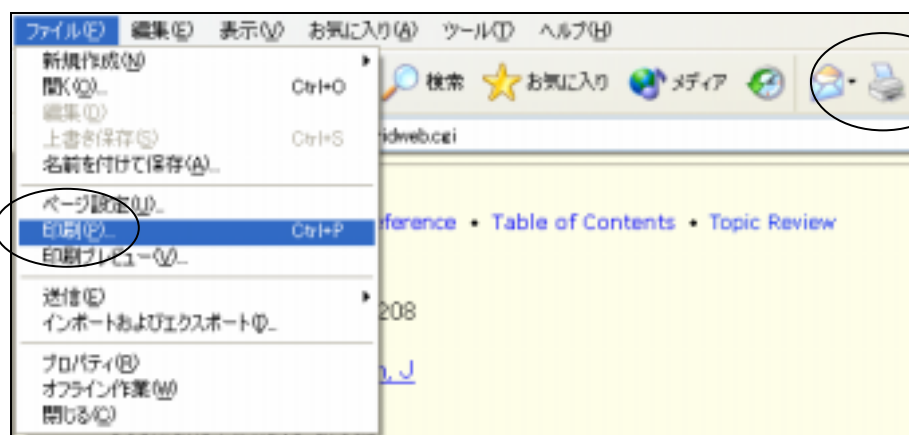 ファイル(F) 編集(E) 表示(V) お気に入り(A) ツール(T) ヘルプ(H)
新規作成(N)
開く(O)... Ctrl+O
編集(D)
上書き保存(S) Ctrl+S
名前を付けて保存(A)...
ページ設定(U)...
印刷(P)... Ctrl+P
印刷プレビュー(V)...
送信(E)
インポートおよびエクスポート(I)...
プロパティ(R)
オフライン作業(W)
閉じる(C)
検索 お気に入り メディア
idweb.cgi
ference • Table of Contents • Topic Review
208
, J